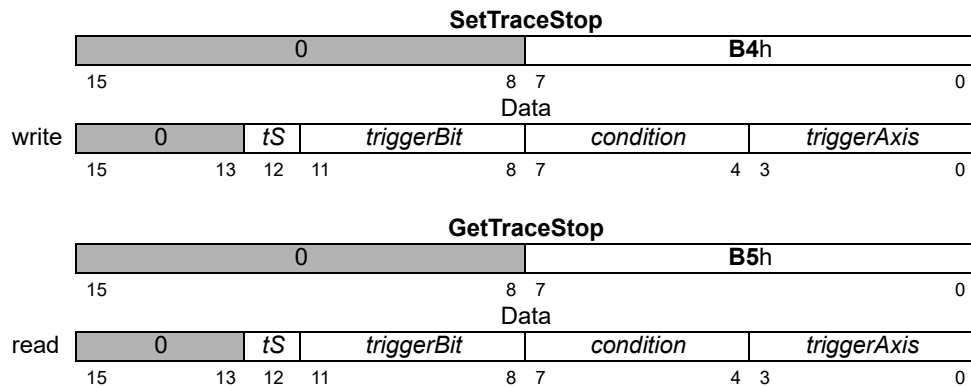 SetTraceStop
0 B4h
15 8 7 0
Data
write 0 tS triggerBit condition triggerAxis
15 13 12 11 8 7 4 3 0
GetTraceStop
0 B5h
15 8 7 0
Data
read 0 tS triggerBit condition triggerAxis
15 13 12 11 8 7 4 3 0